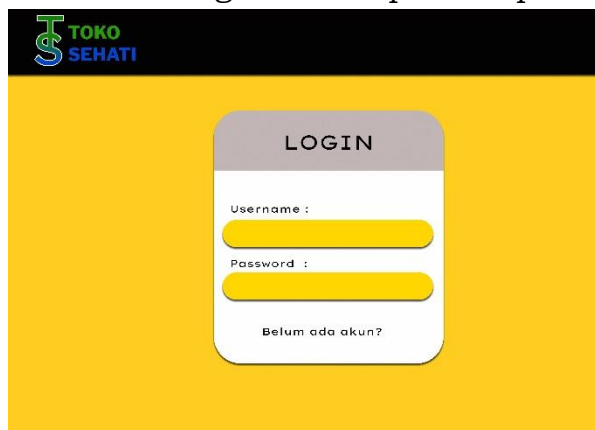 TOKO
SEHATI
LOGIN
Username :
Password :
Belum ada akun?